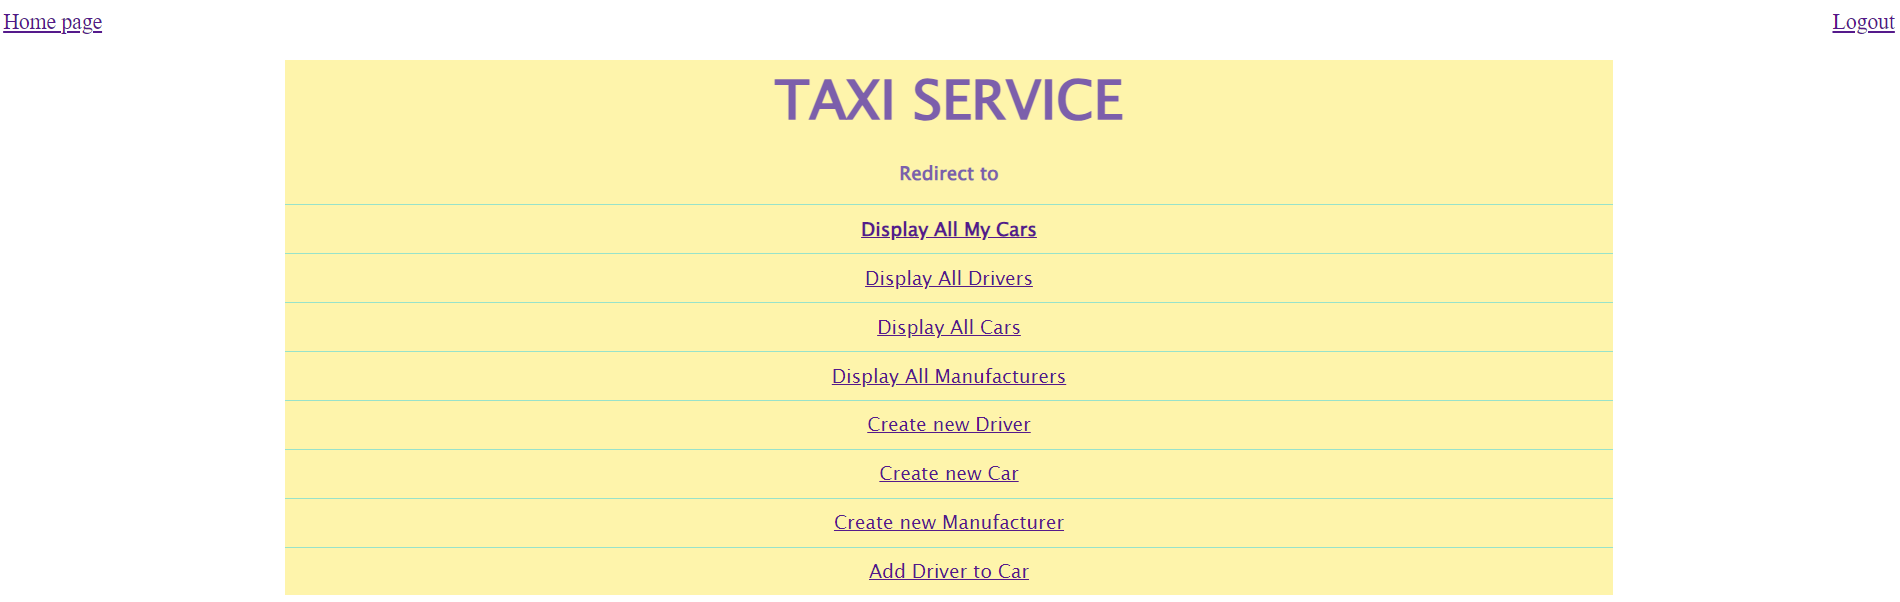 Home page
Logout
TAXI SERVICE
Redirect to
Display All My Cars
Display All Drivers
Display All Cars
Display All Manufacturers
Create new Driver
Create new Car
Create new Manufacturer
Add Driver to Car